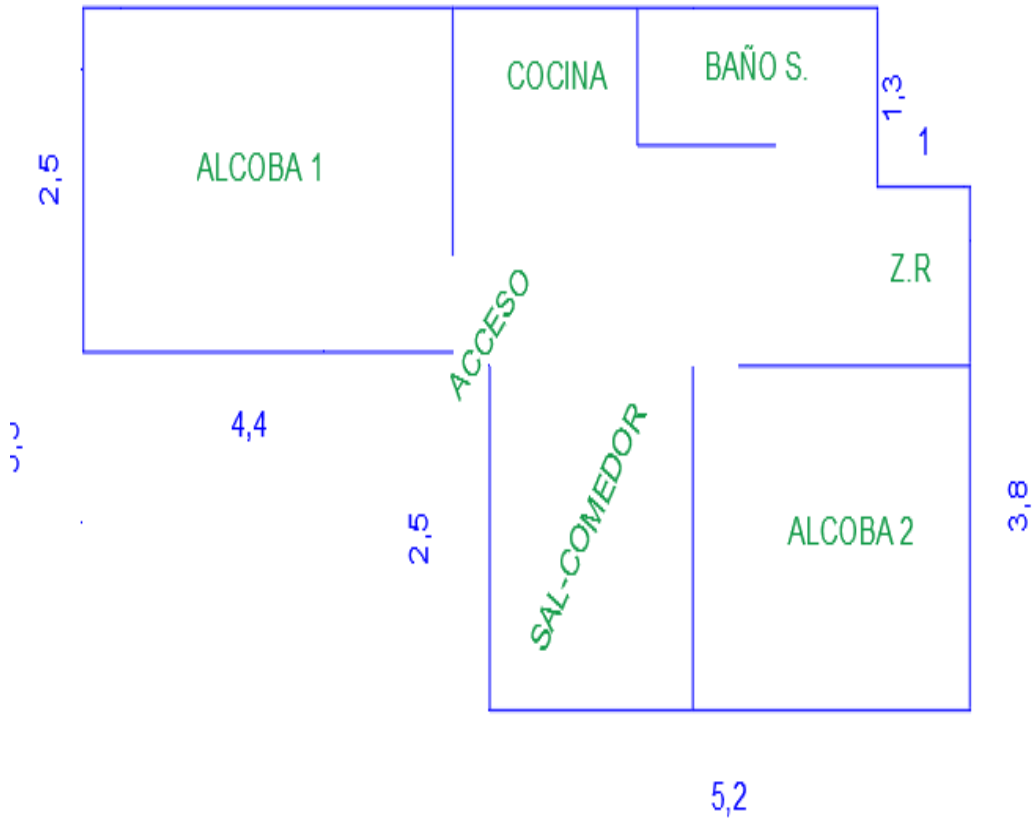 COCINA
BAÑO S.
1,3
1
2,5
ALCOBA 1
Z.R
ACCESO
4,4
SAL-COMEDOR
2,5
ALCOBA 2
3,8
5,2